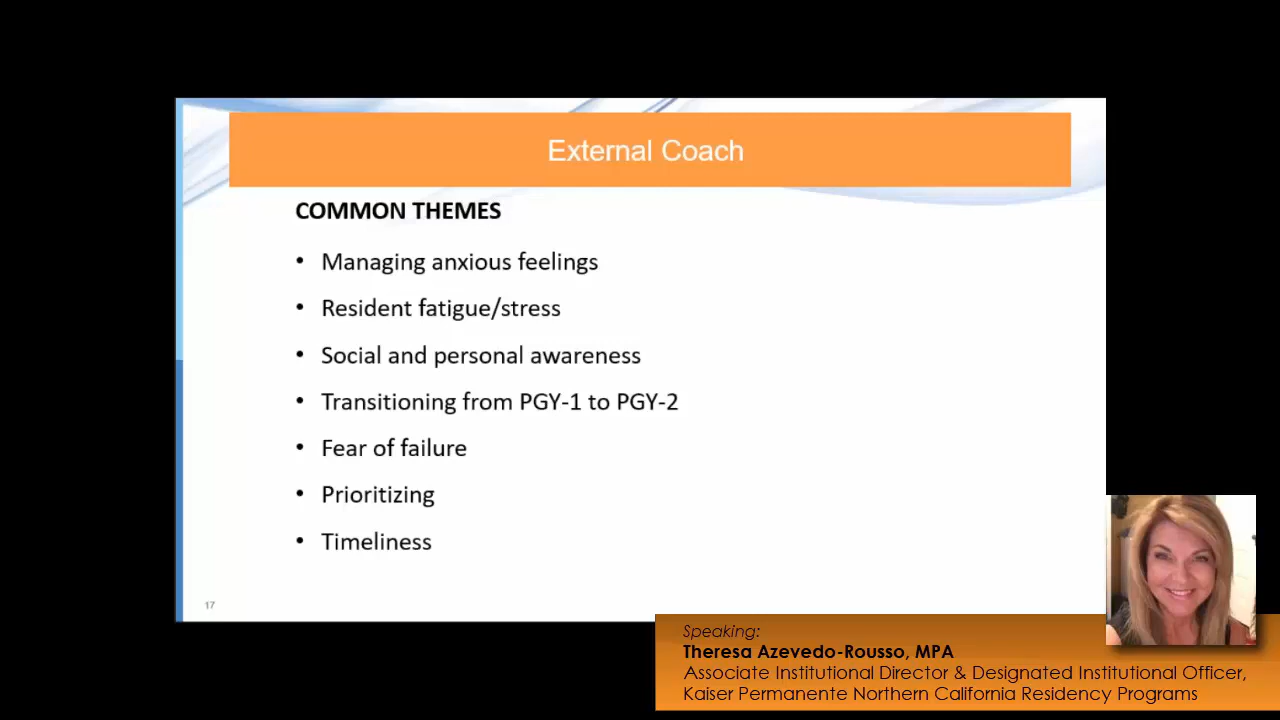 External Coach
COMMON THEMES
• Managing anxious feelings
• Resident fatigue/stress
• Social and personal awareness
• Transitioning from PGY-1 to PGY-2
• Fear of failure
• Prioritizing
• Timeliness
17
Speaking:
Theresa Azevedo-Rousso, MPA
Associate Institutional Director & Designated Institutional Officer,
Kaiser Permanente Northern California Residency Programs